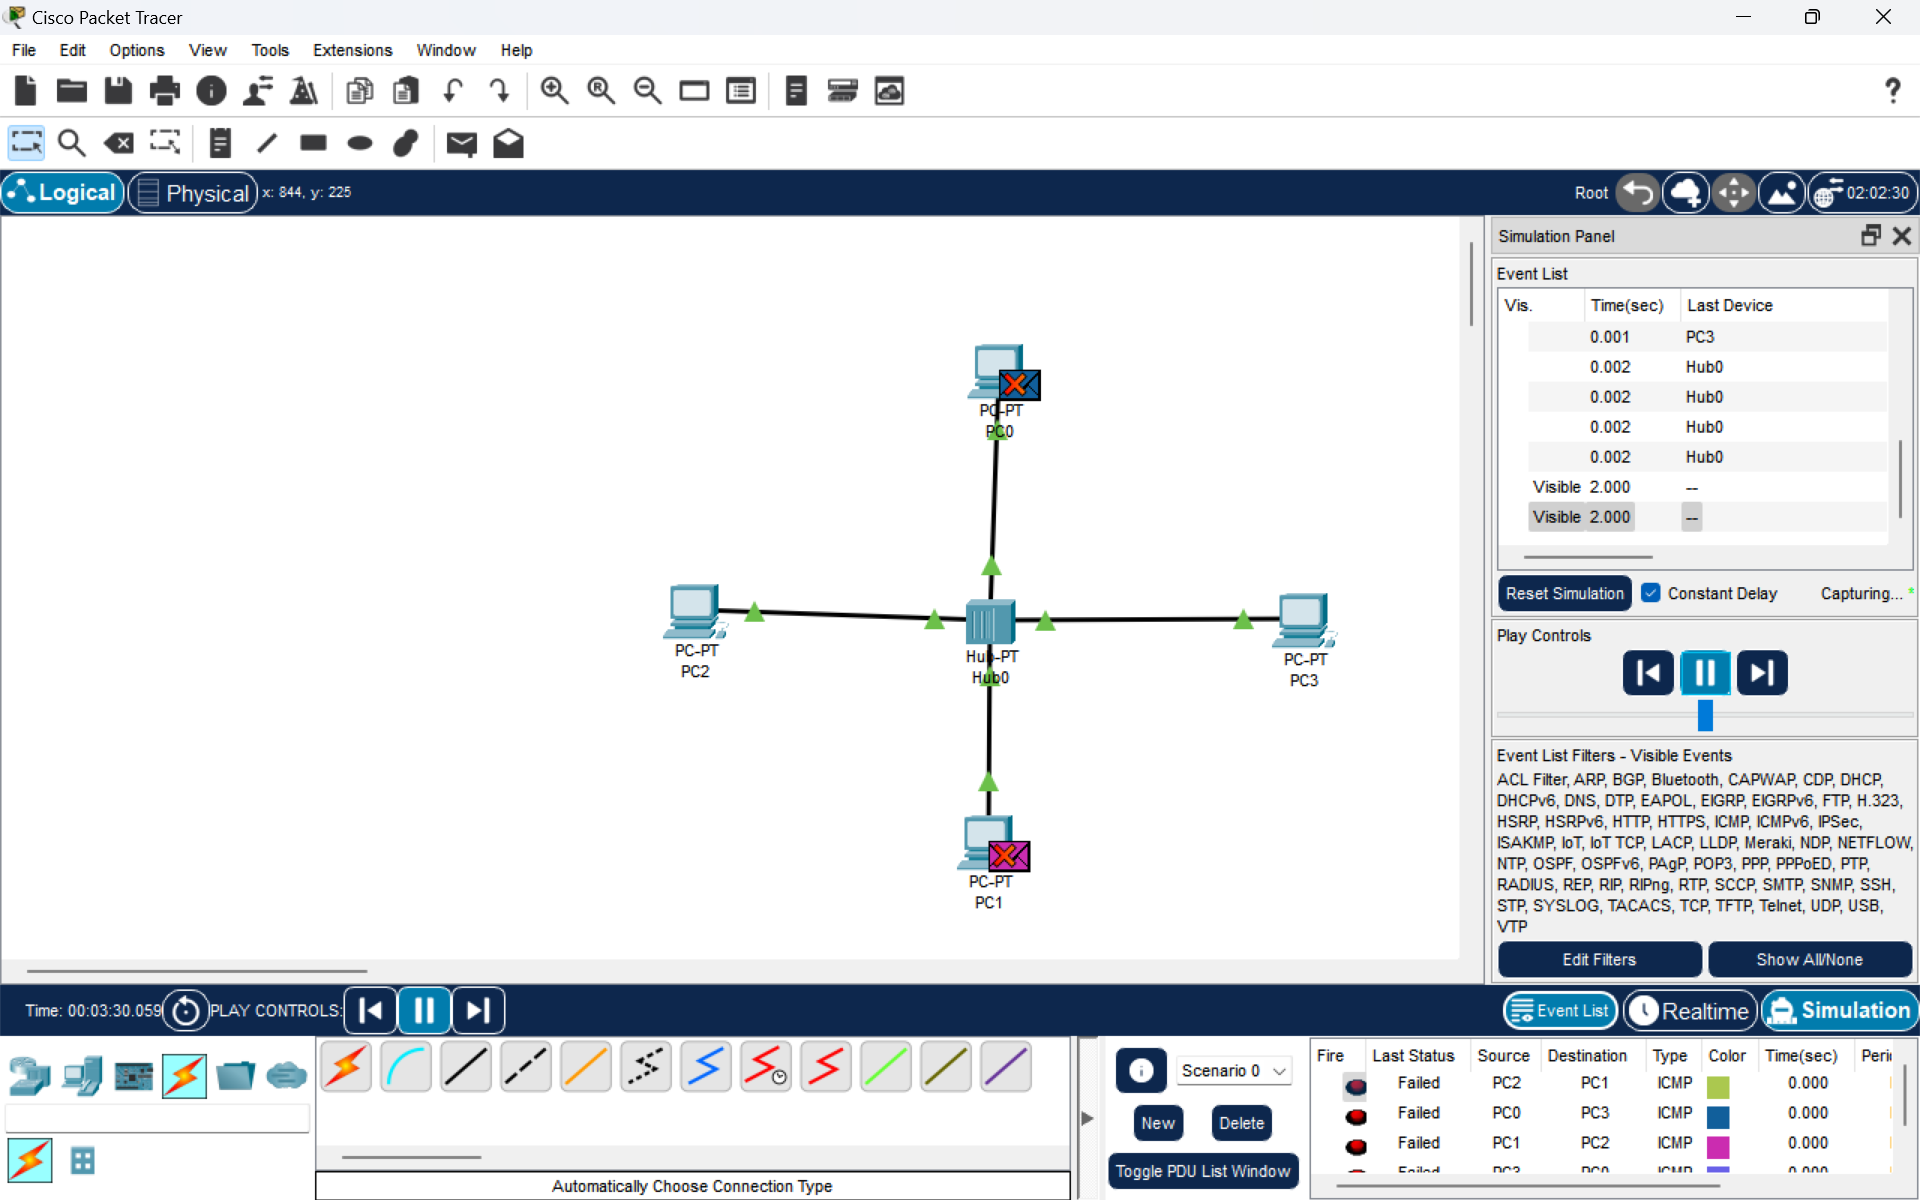 Cisco Packet Tracer
File Edit Options View Tools Extensions Window Help
Logical Physical x: 844, y: 225 Root 02:02:30
PC-PT
PC0
PC-PT
PC2
Hub-PT
Hub0
PC-PT
PC3
PC-PT
PC1
Simulation Panel
Event List
Vis. Time(sec) Last Device
0.001 PC3
0.002 Hub0
0.002 Hub0
0.002 Hub0
0.002 Hub0
Visible 2.000 --
Visible 2.000 --
Reset Simulation Constant Delay Capturing... *
Play Controls
Event List Filters - Visible Events
ACL Filter, ARP, BGP, Bluetooth, CAPWAP, CDP, DHCP,
DHCPv6, DNS, DTP, EAPOL, EIGRP, EIGRPv6, FTP, H.323,
HSRP, HSRPv6, HTTP, HTTPS, ICMP, ICMPv6, IPSec,
ISAKMP, IoT, IoT TCP, LACP, LLDP, Meraki, NDP, NETFLOW,
NTP, OSPF, OSPFv6, PAgP, POP3, PPP, PPPoED, PTP,
RADIUS, REP, RIP, RIPng, RTP, SCCP, SMTP, SNMP, SSH,
STP, SYSLOG, TACACS, TCP, TFTP, Telnet, UDP, USB,
VTP
Edit Filters Show All/None
Time: 00:03:30.059 PLAY CONTROLS: Event List Realtime Simulation
Automatically Choose Connection Type
Scenario 0
New Delete
Toggle PDU List Window
Fire Last Status Source Destination Type Color Time(sec) Peri
Failed PC2 PC1 ICMP 0.000
Failed PC0 PC3 ICMP 0.000
Failed PC1 PC2 ICMP 0.000
Failed PC3 PC0 ICMP 0.000